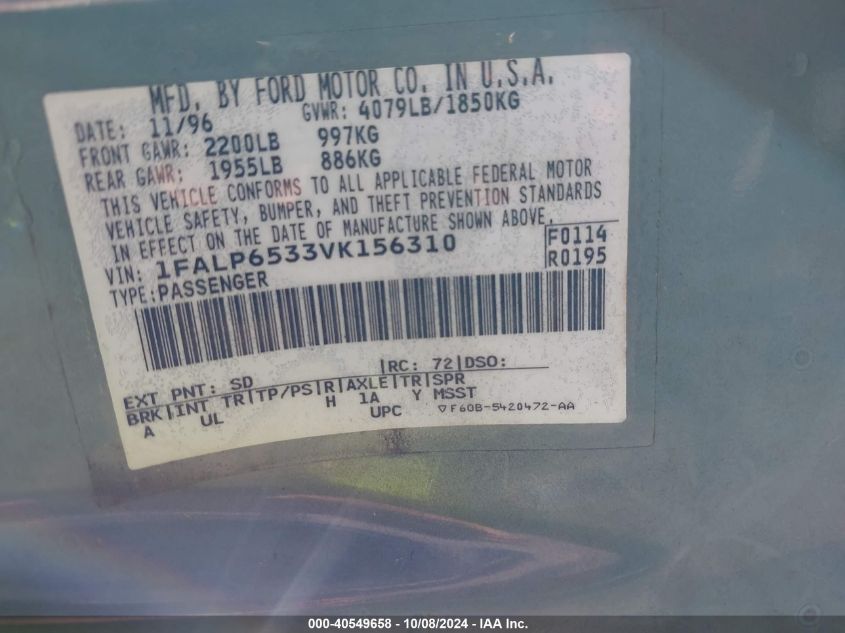 MFD. BY FORD MOTOR CO. IN U.S.A.
DATE: 11/96 GVWR: 4079LB/1850KG
FRONT GAWR: 2200LB 997KG
REAR GAWR: 1955LB 886KG
THIS VEHICLE CONFORMS TO ALL APPLICABLE FEDERAL MOTOR
VEHICLE SAFETY, BUMPER, AND THEFT PREVENTION STANDARDS
IN EFFECT ON THE DATE OF MANUFACTURE SHOWN ABOVE.
VIN: 1FALP6533VK156310
F0114
R0195
TYPE: PASSENGER
EXT PNT: SD |RC: 72|DSO:
BRK|INT TR|TP/PS|R|AXLE|TR|SPR
A UL H 1A Y MSST
UPC F60B-5420472-AA
000-40549658 - 10/08/2024 - IAA Inc.